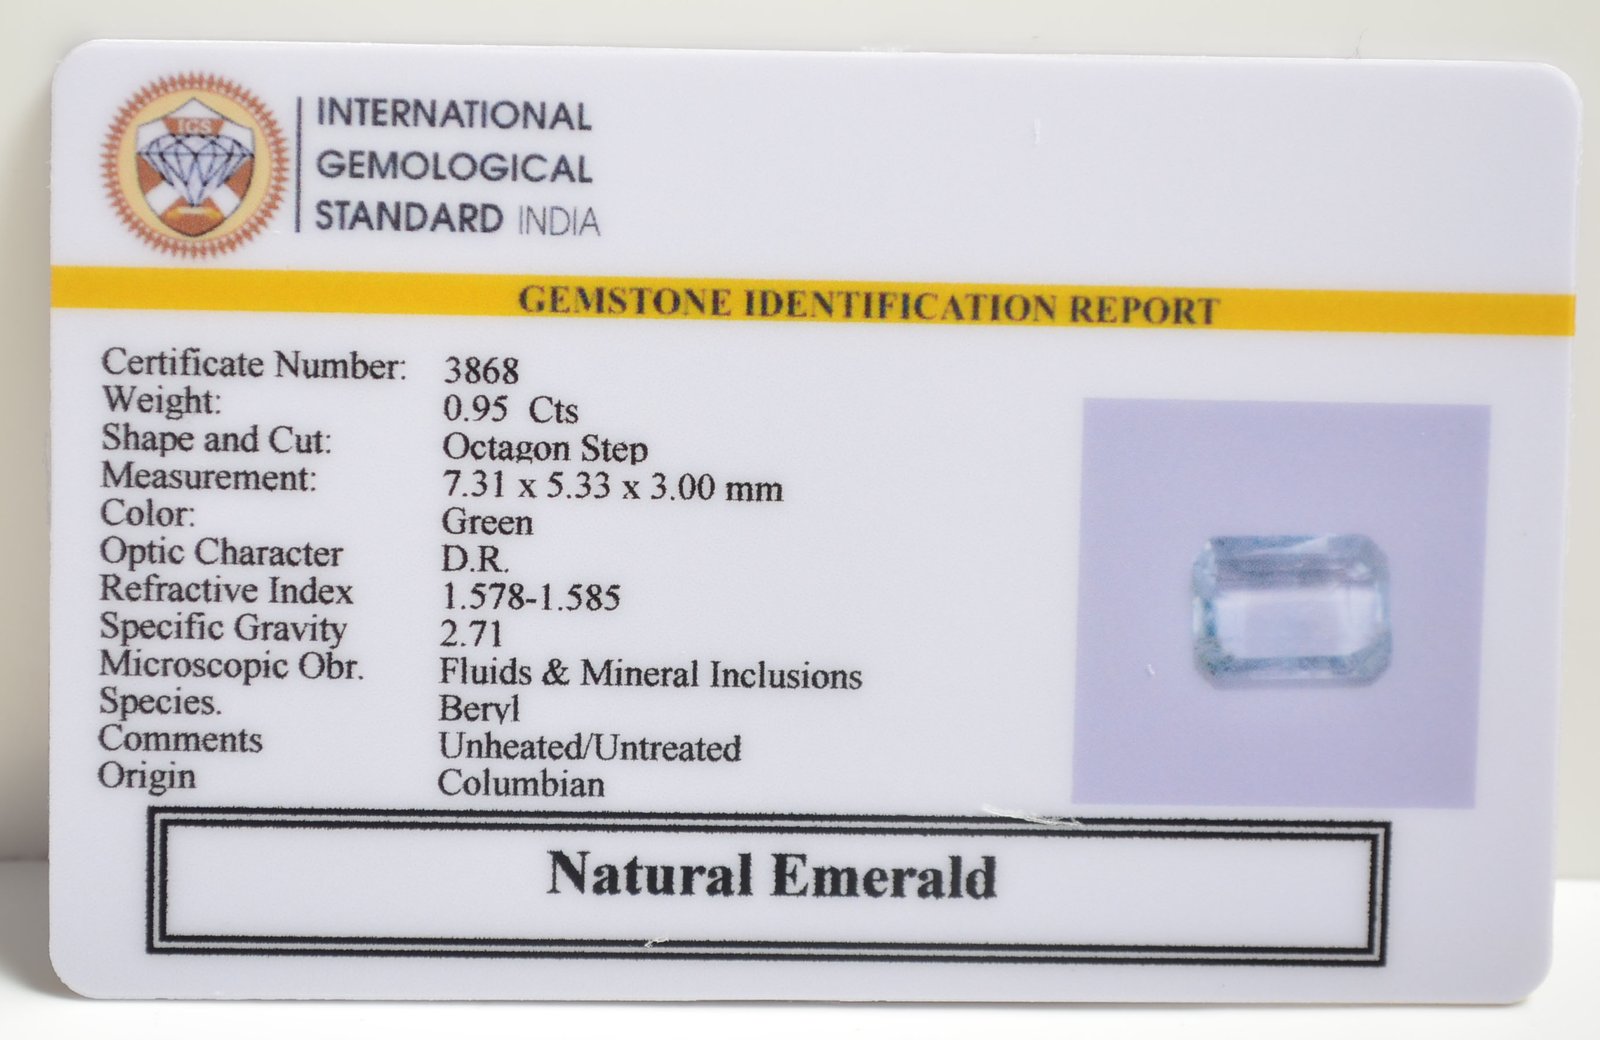 IGS
INTERNATIONAL
GEMOLOGICAL
STANDARD INDIA
GEMSTONE IDENTIFICATION REPORT
Certificate Number: 3868
Weight: 0.95 Cts
Shape and Cut: Octagon Step
Measurement: 7.31 x 5.33 x 3.00 mm
Color: Green
Optic Character D.R.
Refractive Index 1.578-1.585
Specific Gravity 2.71
Microscopic Obr. Fluids & Mineral Inclusions
Species. Beryl
Comments Unheated/Untreated
Origin Columbian
Natural Emerald